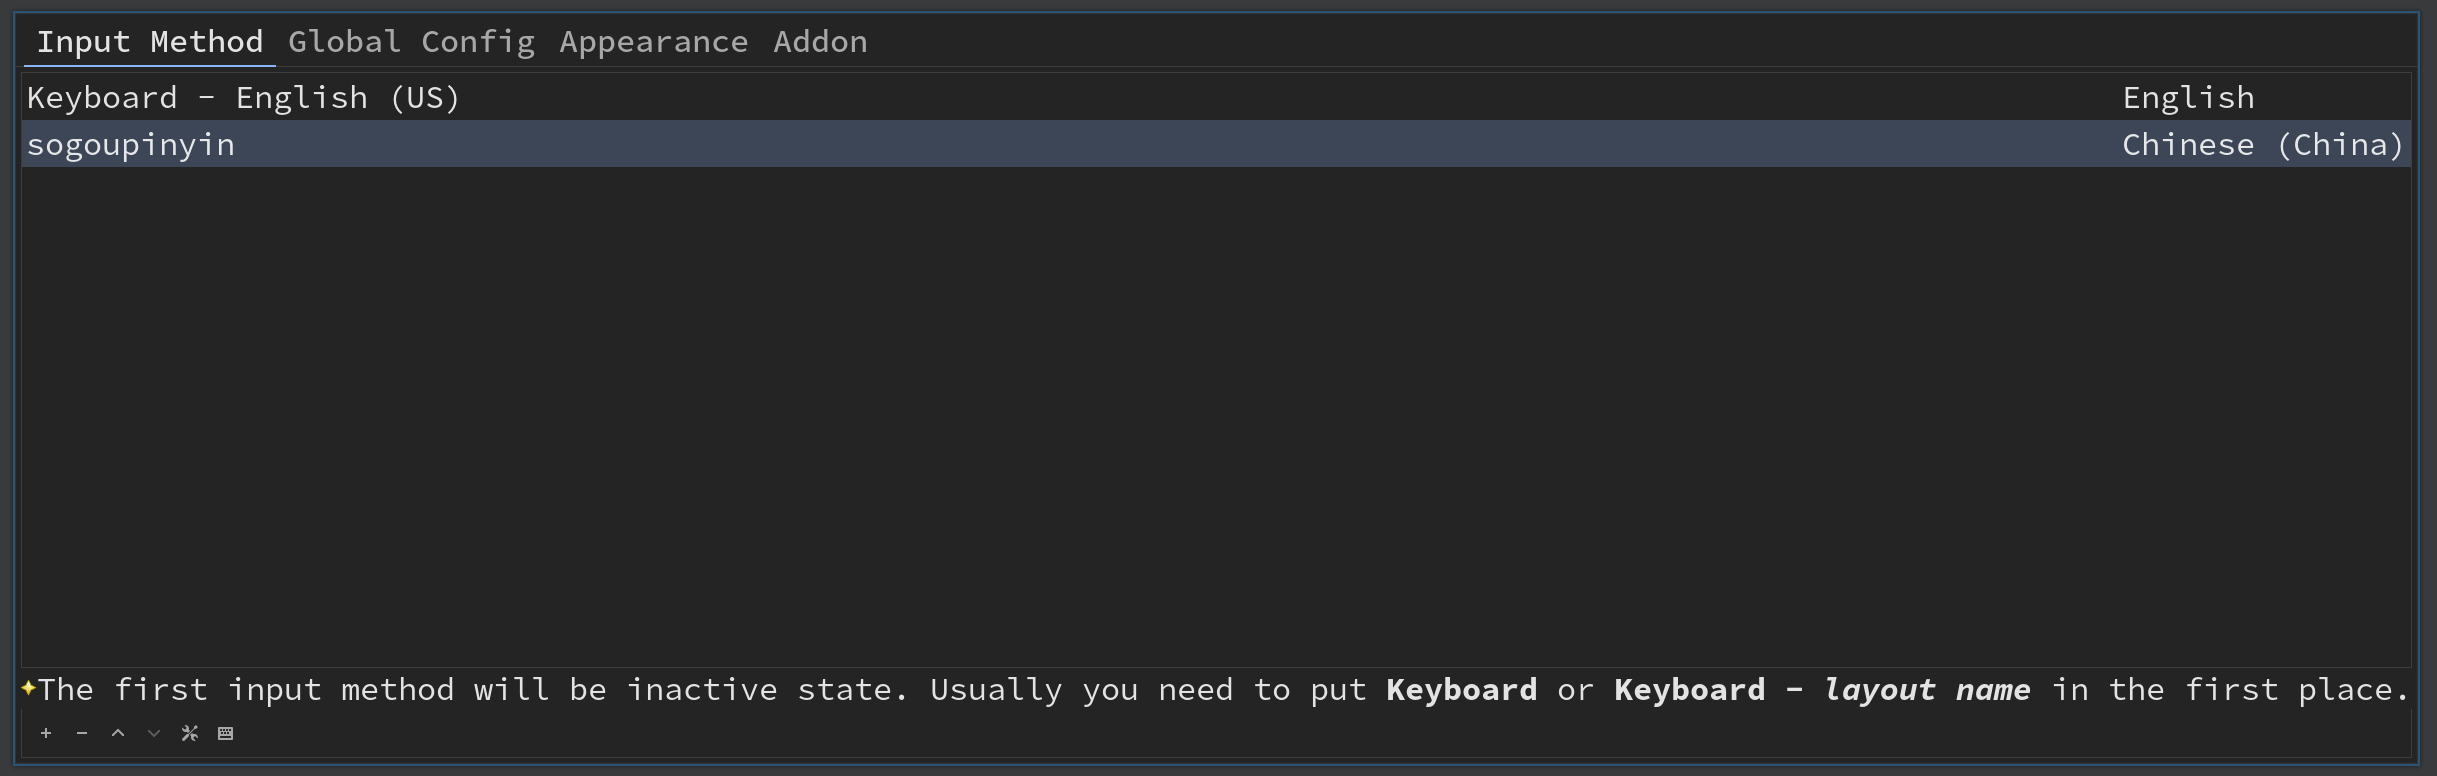 Input Method Global Config Appearance Addon
Keyboard - English (US) English
sogoupinyin Chinese (China)
The first input method will be inactive state. Usually you need to put Keyboard or Keyboard - layout name in the first place.